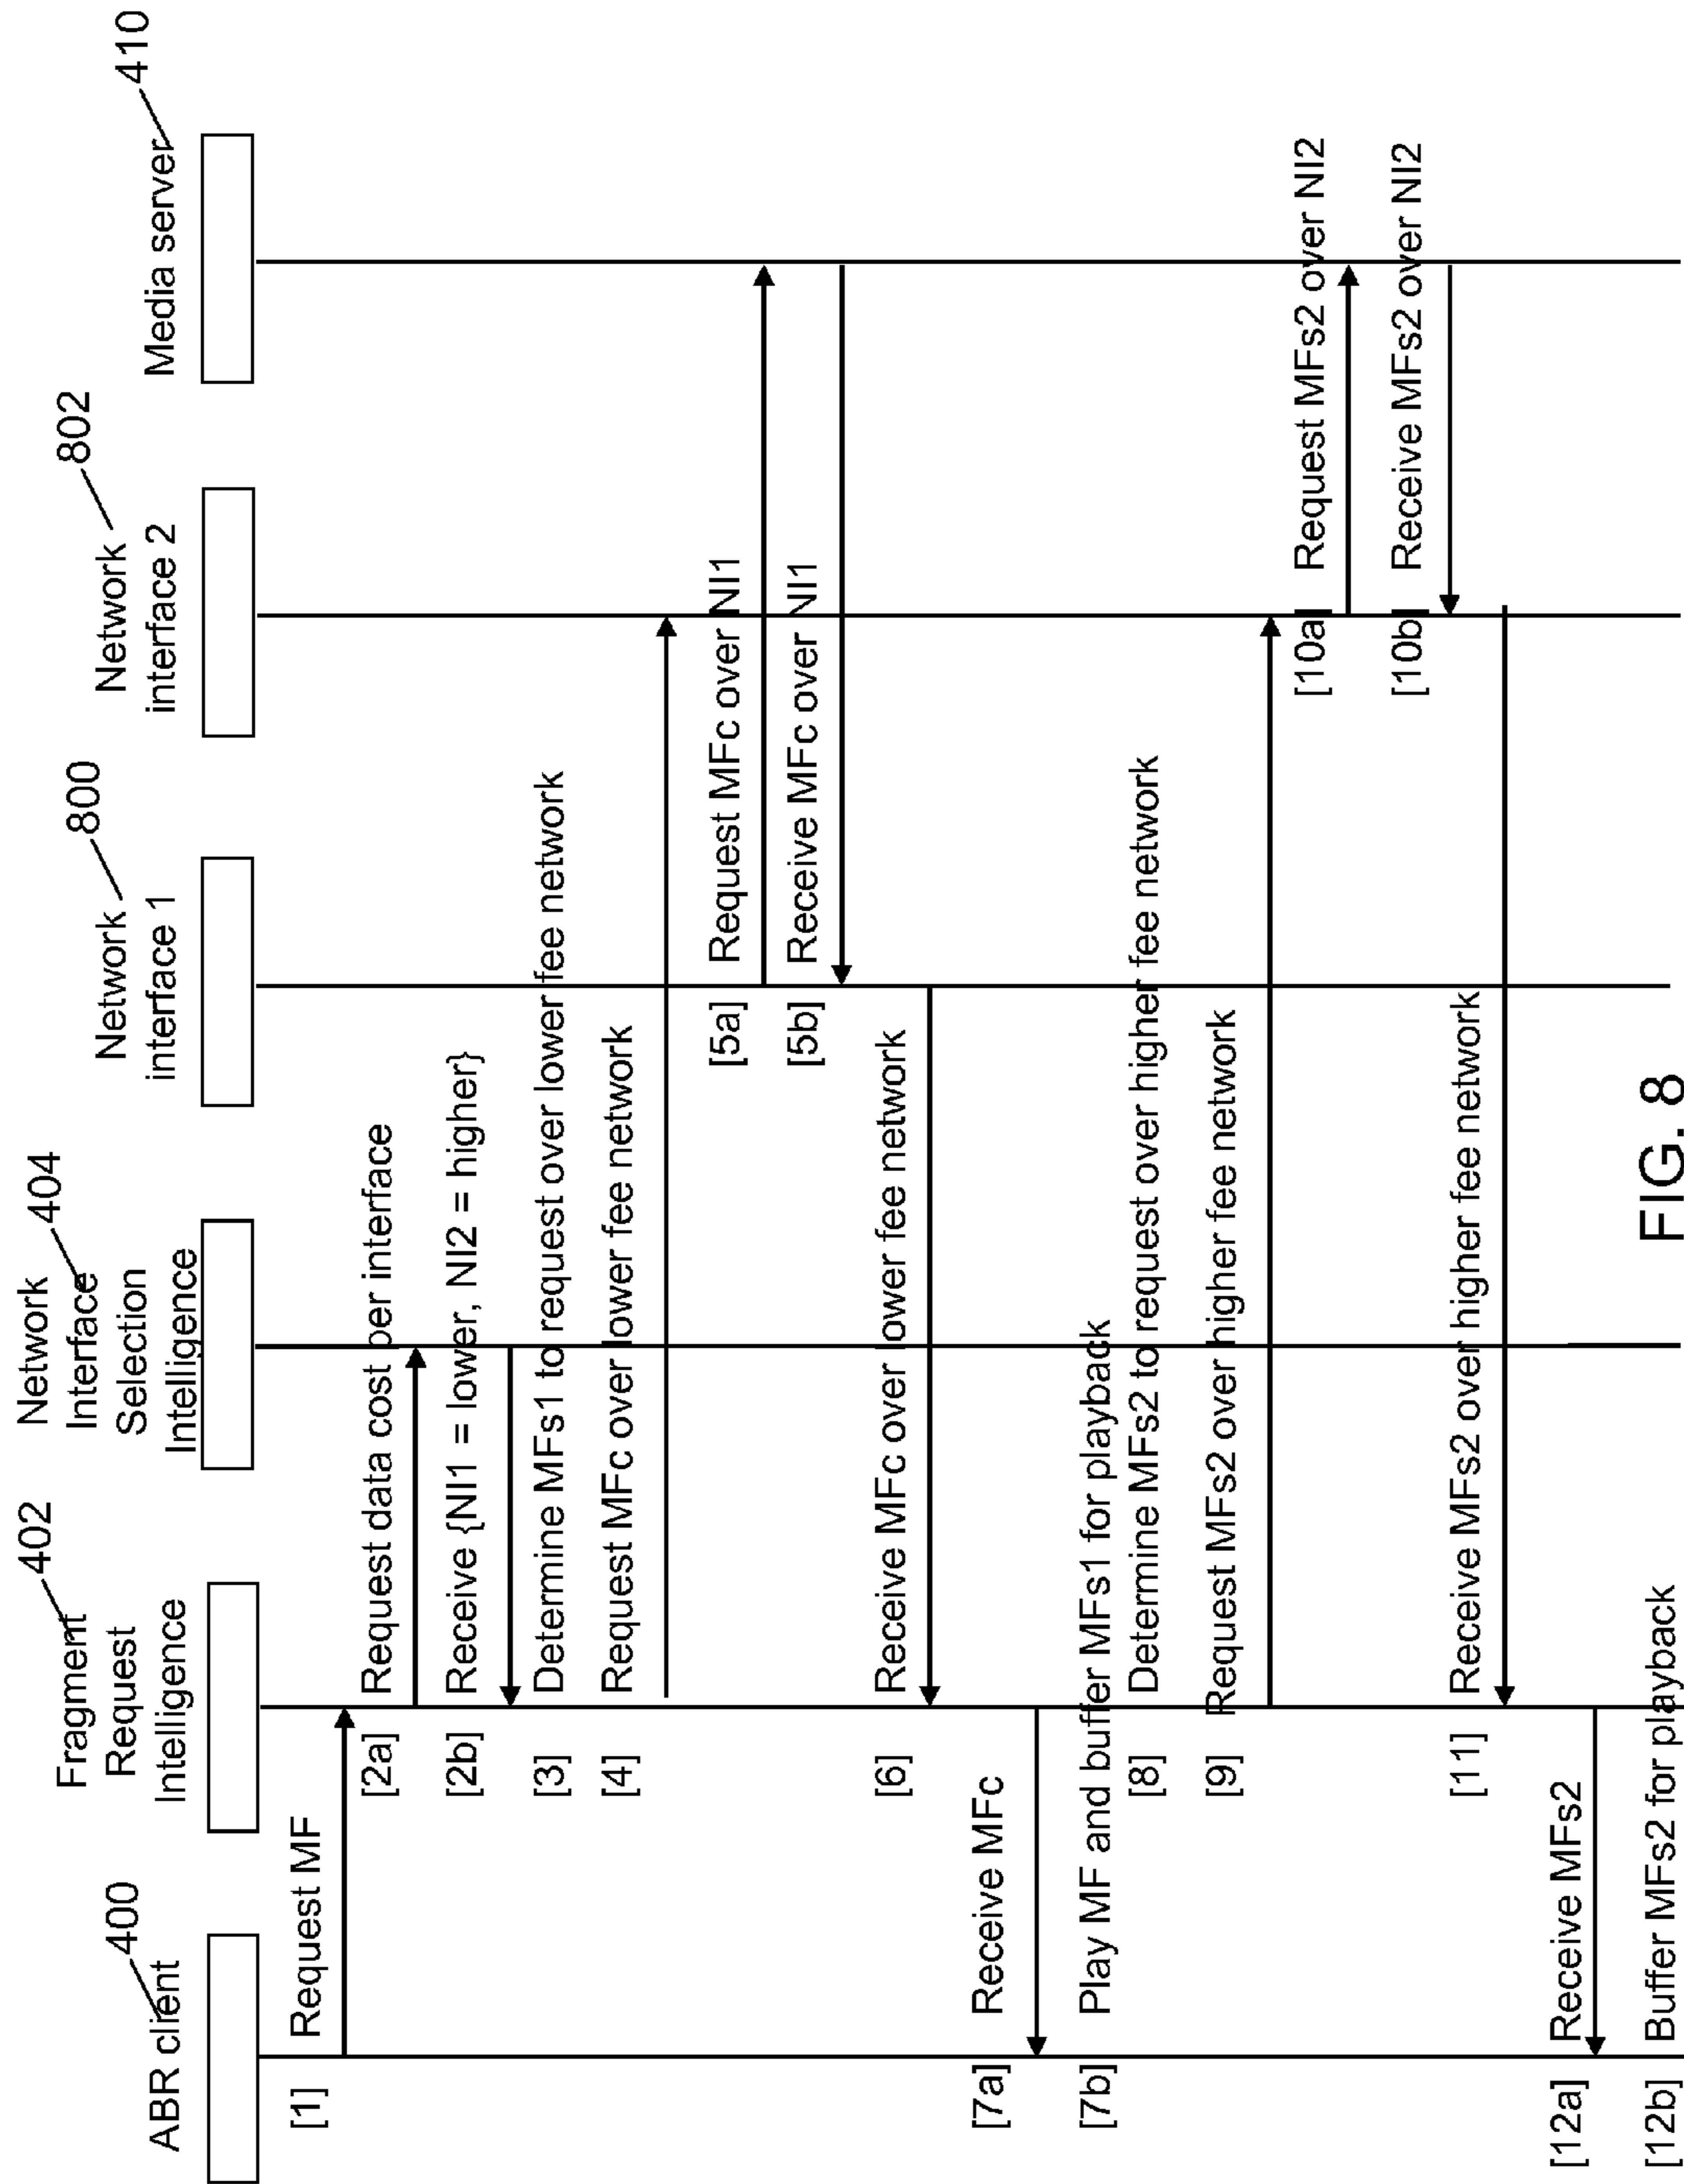 ABR client
400
Fragment
Request
Intelligence
402
Network
Interface
Selection
Intelligence
404
Network
interface 1
800
Network
interface 2
802
Media server
410
[1] Request MF
[2a] Request data cost per interface
[2b] Receive {NI1 = lower, NI2 = higher}
[3] Determine MFs1 to request over lower fee network
[4] Request MFc over lower fee network
[5a] Request MFc over NI1
[5b] Receive MFc over NI1
[6] Receive MFc over lower fee network
[7a] Receive MFc
[7b] Play MF and buffer MFs1 for playback
[8] Determine MFs2 to request over higher fee network
[9] Request MFs2 over higher fee network
[10a] Request MFs2 over NI2
[10b] Receive MFs2 over NI2
[11] Receive MFs2 over higher fee network
[12a] Receive MFs2
[12b] Buffer MFs2 for playback
FIG. 8